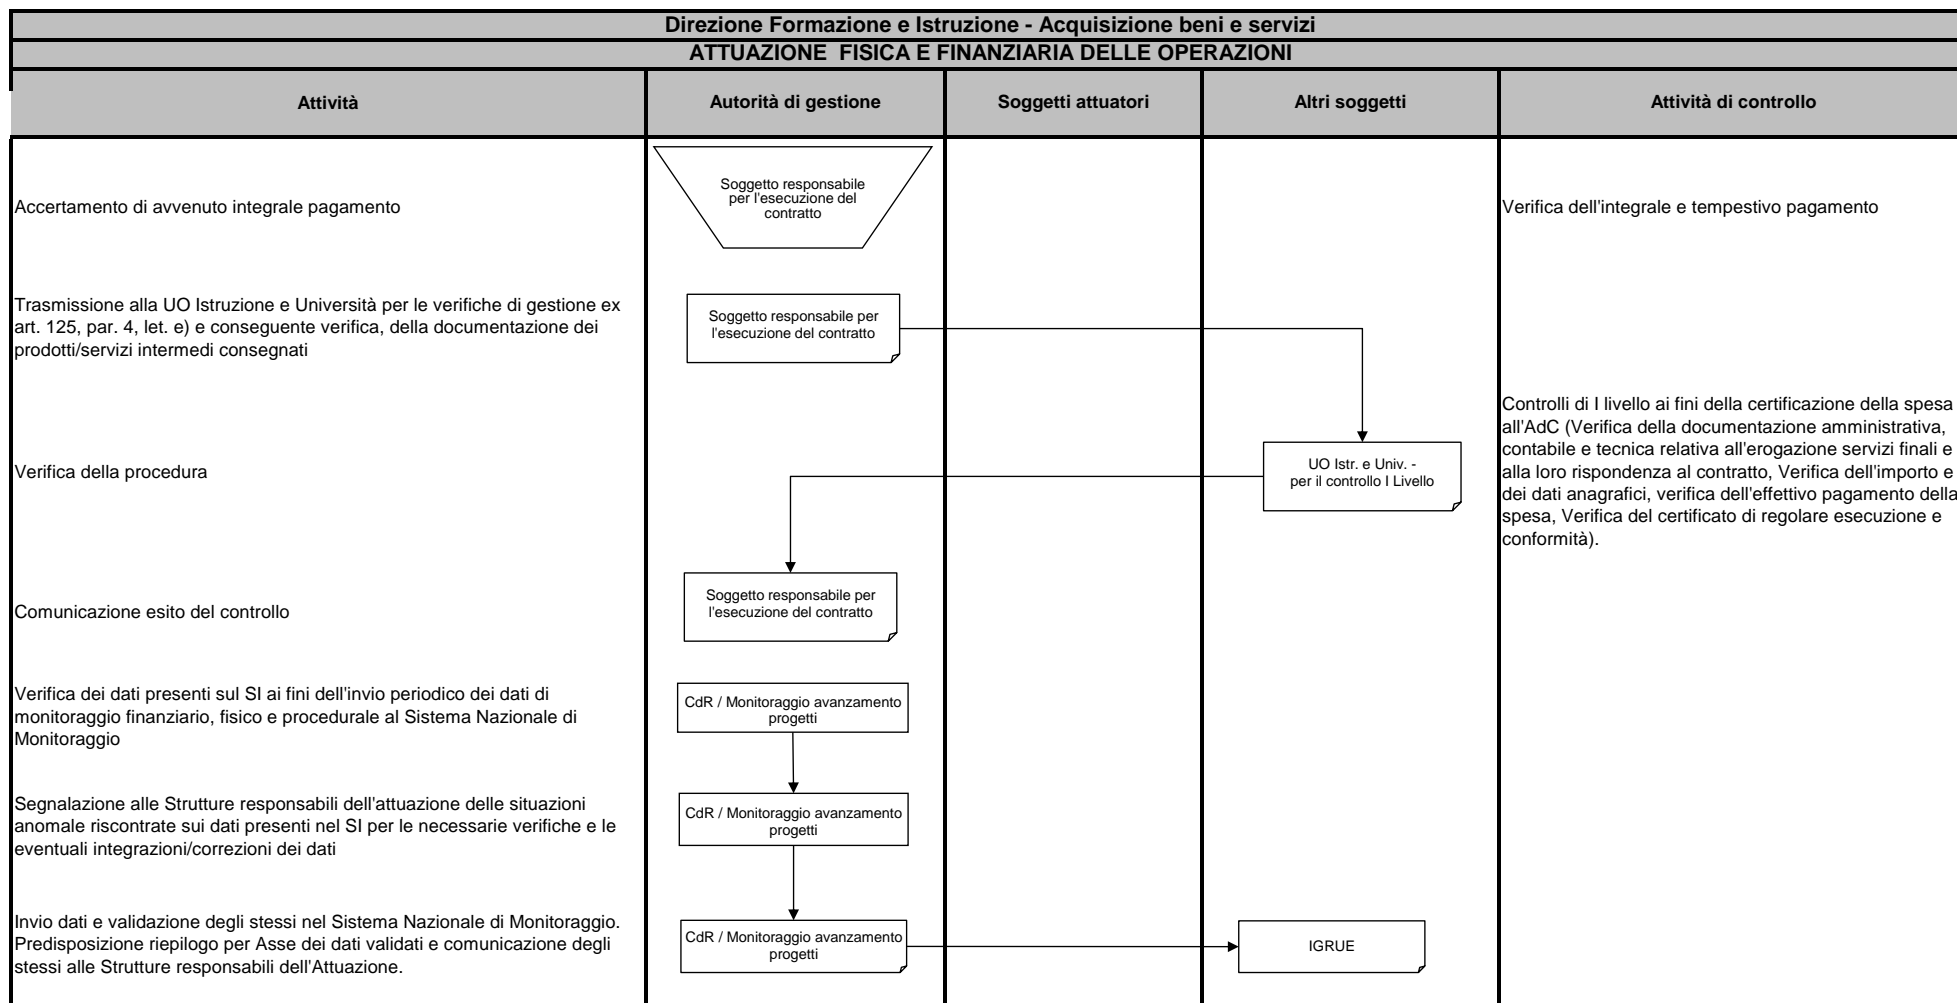 Direzione Formazione e Istruzione - Acquisizione beni e servizi
ATTUAZIONE FISICA E FINANZIARIA DELLE OPERAZIONI
Attività
Autorità di gestione
Soggetti attuatori
Altri soggetti
Attività di controllo
Accertamento di avvenuto integrale pagamento
Soggetto responsabile
per l'esecuzione del
contratto
Verifica dell'integrale e tempestivo pagamento
Trasmissione alla UO Istruzione e Università per le verifiche di gestione ex
art. 125, par. 4, let. e) e conseguente verifica, della documentazione dei
prodotti/servizi intermedi consegnati
Soggetto responsabile per
l'esecuzione del contratto
Verifica della procedura
UO Istr. e Univ. -
per il controllo I Livello
Controlli di I livello ai fini della certificazione della spesa
all'AdC (Verifica della documentazione amministrativa,
contabile e tecnica relativa all'erogazione servizi finali e
alla loro rispondenza al contratto, Verifica dell'importo e
dei dati anagrafici, verifica dell'effettivo pagamento della
spesa, Verifica del certificato di regolare esecuzione e
conformità).
Comunicazione esito del controllo
Soggetto responsabile per
l'esecuzione del contratto
Verifica dei dati presenti sul SI ai fini dell'invio periodico dei dati di
monitoraggio finanziario, fisico e procedurale al Sistema Nazionale di
Monitoraggio
CdR / Monitoraggio avanzamento
progetti
Segnalazione alle Strutture responsabili dell'attuazione delle situazioni
anomale riscontrate sui dati presenti nel SI per le necessarie verifiche e le
eventuali integrazioni/correzioni dei dati
CdR / Monitoraggio avanzamento
progetti
Invio dati e validazione degli stessi nel Sistema Nazionale di Monitoraggio.
Predisposizione riepilogo per Asse dei dati validati e comunicazione degli
stessi alle Strutture responsabili dell'Attuazione.
CdR / Monitoraggio avanzamento
progetti
IGRUE